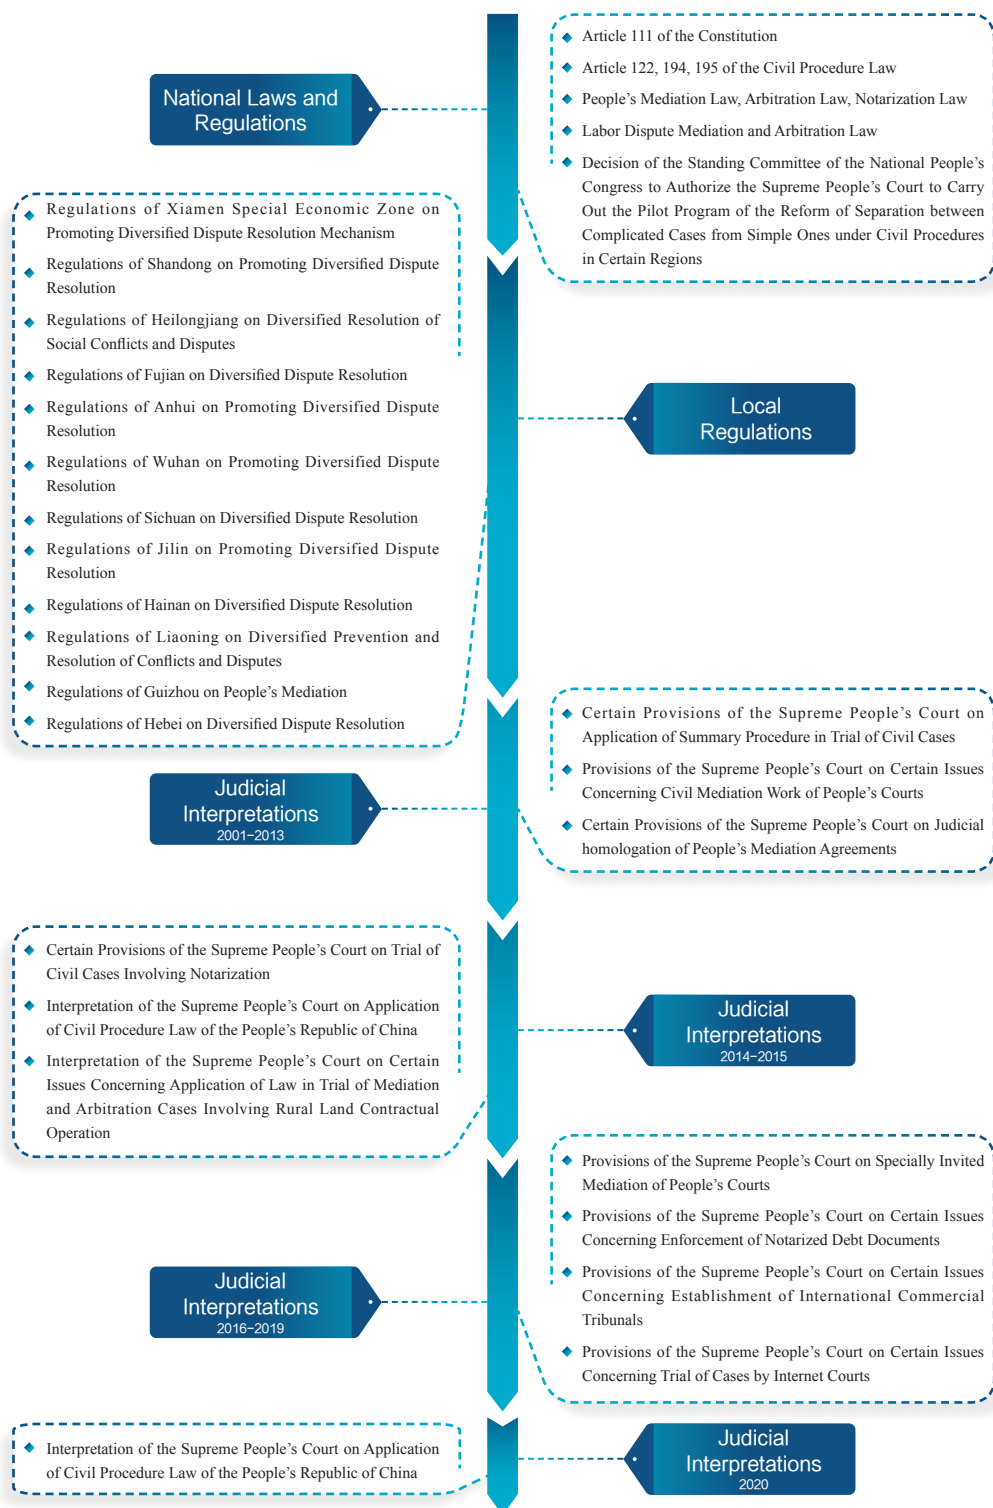 National Laws and
Regulations
Article 111 of the Constitution
Article 122, 194, 195 of the Civil Procedure Law
People’s Mediation Law, Arbitration Law, Notarization Law
Labor Dispute Mediation and Arbitration Law
Decision of the Standing Committee of the National People’s
Congress to Authorize the Supreme People’s Court to Carry
Out the Pilot Program of the Reform of Separation between
Complicated Cases from Simple Ones under Civil Procedures
in Certain Regions
Local
Regulations
Regulations of Xiamen Special Economic Zone on
Promoting Diversified Dispute Resolution Mechanism
Regulations of Shandong on Promoting Diversified Dispute
Resolution
Regulations of Heilongjiang on Diversified Resolution of
Social Conflicts and Disputes
Regulations of Fujian on Diversified Dispute Resolution
Regulations of Anhui on Promoting Diversified Dispute
Resolution
Regulations of Wuhan on Promoting Diversified Dispute
Resolution
Regulations of Sichuan on Diversified Dispute Resolution
Regulations of Jilin on Promoting Diversified Dispute
Resolution
Regulations of Hainan on Diversified Dispute Resolution
Regulations of Liaoning on Diversified Prevention and
Resolution of Conflicts and Disputes
Regulations of Guizhou on People’s Mediation
Regulations of Hebei on Diversified Dispute Resolution
Judicial
Interpretations
2001–2013
Certain Provisions of the Supreme People’s Court on
Application of Summary Procedure in Trial of Civil Cases
Provisions of the Supreme People’s Court on Certain Issues
Concerning Civil Mediation Work of People’s Courts
Certain Provisions of the Supreme People’s Court on Judicial
homologation of People’s Mediation Agreements
Judicial
Interpretations
2014–2015
Certain Provisions of the Supreme People’s Court on Trial of
Civil Cases Involving Notarization
Interpretation of the Supreme People’s Court on Application
of Civil Procedure Law of the People’s Republic of China
Interpretation of the Supreme People’s Court on Certain
Issues Concerning Application of Law in Trial of Mediation
and Arbitration Cases Involving Rural Land Contractual
Operation
Judicial
Interpretations
2016–2019
Provisions of the Supreme People’s Court on Specially Invited
Mediation of People’s Courts
Provisions of the Supreme People’s Court on Certain Issues
Concerning Enforcement of Notarized Debt Documents
Provisions of the Supreme People’s Court on Certain Issues
Concerning Establishment of International Commercial
Tribunals
Provisions of the Supreme People’s Court on Certain Issues
Concerning Trial of Cases by Internet Courts
Judicial
Interpretations
2020
Interpretation of the Supreme People’s Court on Application
of Civil Procedure Law of the People’s Republic of China